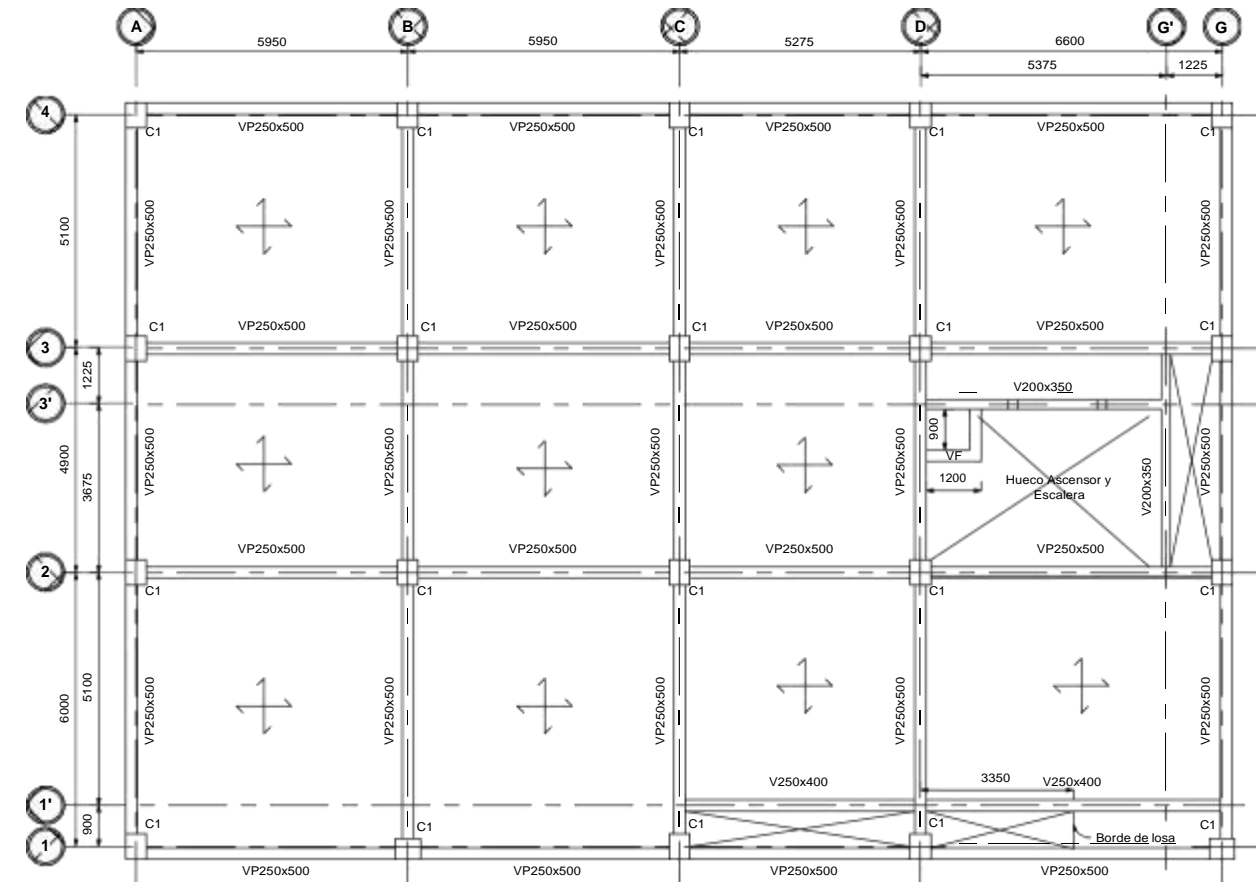 A B C D G' G
5950 5950 5275 6600
5375 1225
4
C1 VP250x500 C1 VP250x500 C1 VP250x500 C1 VP250x500 C1
5100
VP250x500 VP250x500 VP250x500 VP250x500 VP250x500
C1 VP250x500 C1 VP250x500 C1 VP250x500 C1 VP250x500 C1
3
1225
V200x350
3'
900
4900
VP250x500 VP250x500 VP250x500 VP250x500 VP250x500
VF
3675
1200
Hueco Ascensor y
Escalera
V200x350
VP250x500 VP250x500 VP250x500 VP250x500
2
C1 C1 C1 C1 C1
6000
5100
VP250x500 VP250x500 VP250x500 VP250x500 VP250x500
3350
V250x400 V250x400
1'
900
C1 C1 C1 C1 C1
Borde de losa
1
VP250x500 VP250x500 VP250x500 VP250x500